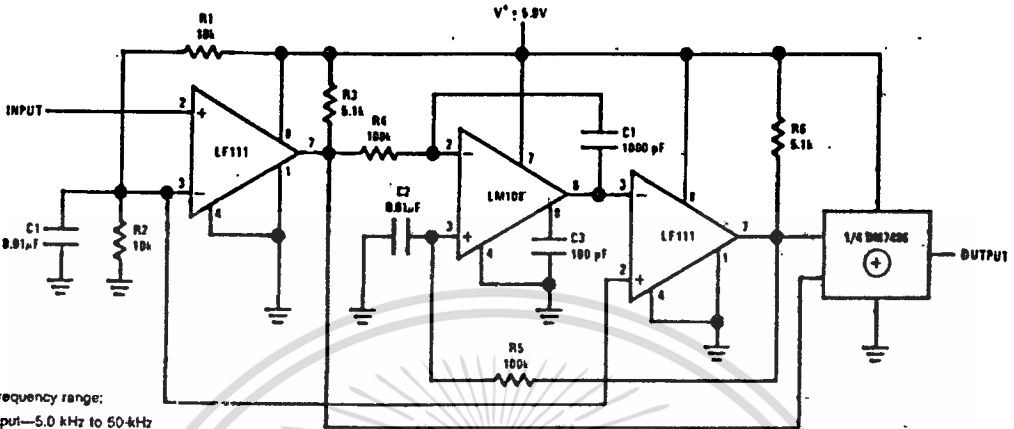 V⁺ : 5.0V
R1
10k
INPUT
2
+
8
LF111
7
1
3
−
4
C1
0.01µF
R2
10k
R3
5.1k
R4
100k
2
−
7
LM108
6
8
3
+
4
C2
0.01µF
C3
100 pF
C1
1000 pF
3
−
8
LF111
7
1
2
+
4
R5
100k
R6
5.1k
1/4 DM7486
+
OUTPUT
requency range;
put—5.0 kHz to 50-kHz